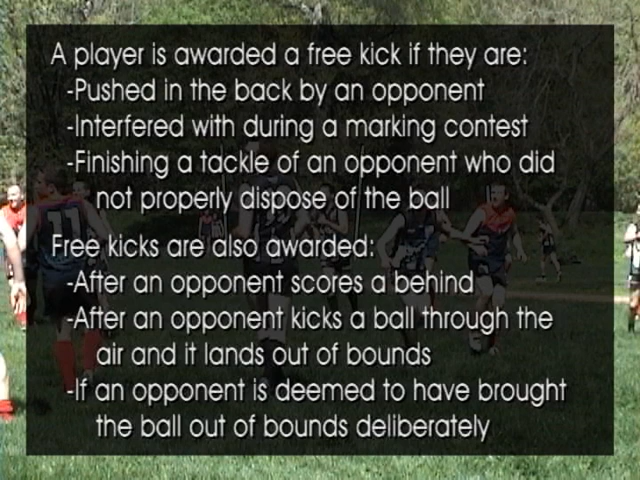 A player is awarded a free kick if they are:
-Pushed in the back by an opponent
-Interfered with during a marking contest
-Finishing a tackle of an opponent who did
not properly dispose of the ball
Free kicks are also awarded:
-After an opponent scores a behind
-After an opponent kicks a ball through the
air and it lands out of bounds
-If an opponent is deemed to have brought
the ball out of bounds deliberately
11